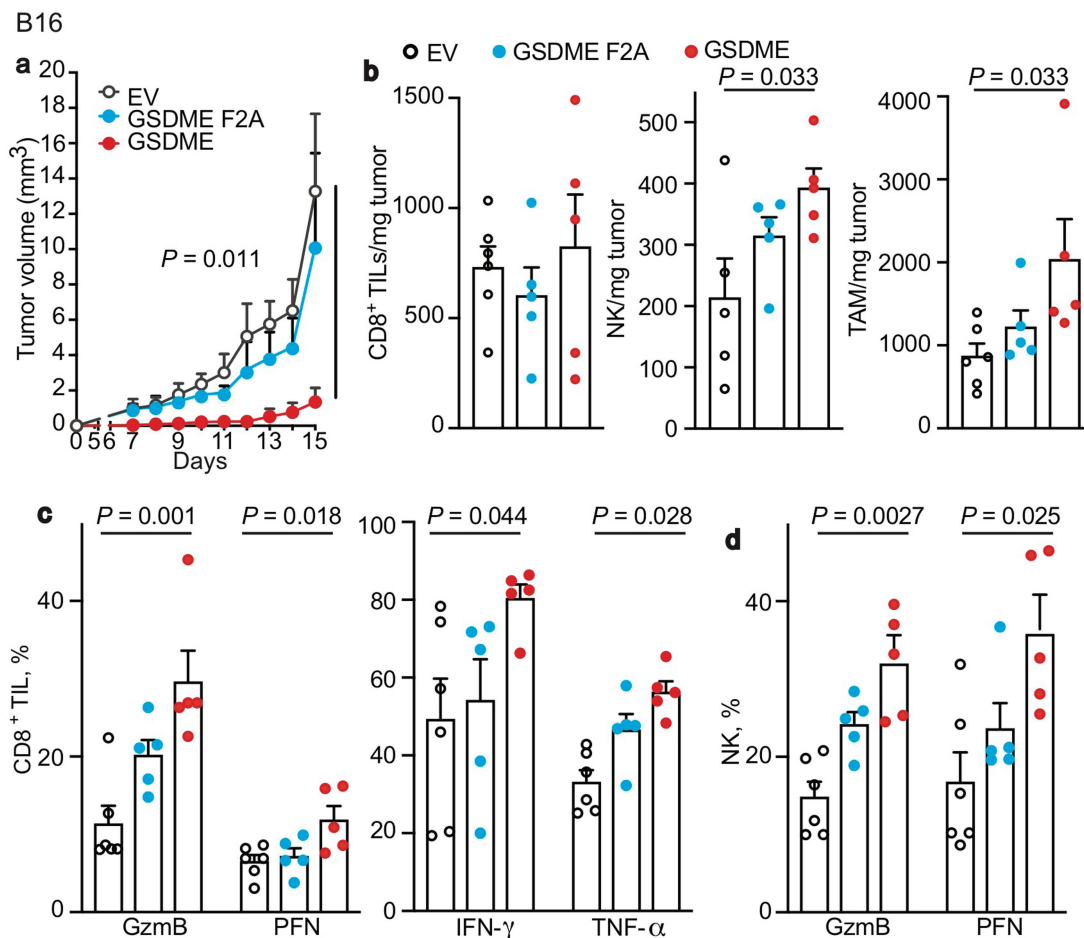 B16
a
20
18
16
14
12
10
8
6
4
2
0
Tumor volume (mm³)
EV
GSDME F2A
GSDME
P = 0.011
0 5 6 7 9 11 13 15
Days
b
EV GSDME F2A GSDME
1500
1000
500
0
CD8⁺ TILs/mg tumor
P = 0.033
500
400
300
200
100
0
NK/mg tumor
P = 0.033
4000
3000
2000
1000
0
TAM/mg tumor
c
P = 0.001 P = 0.018
40
20
0
CD8⁺ TIL, %
GzmB PFN
P = 0.044 P = 0.028
100
80
60
40
20
0
IFN-γ TNF-α
d
P = 0.0027 P = 0.025
40
20
0
NK, %
GzmB PFN